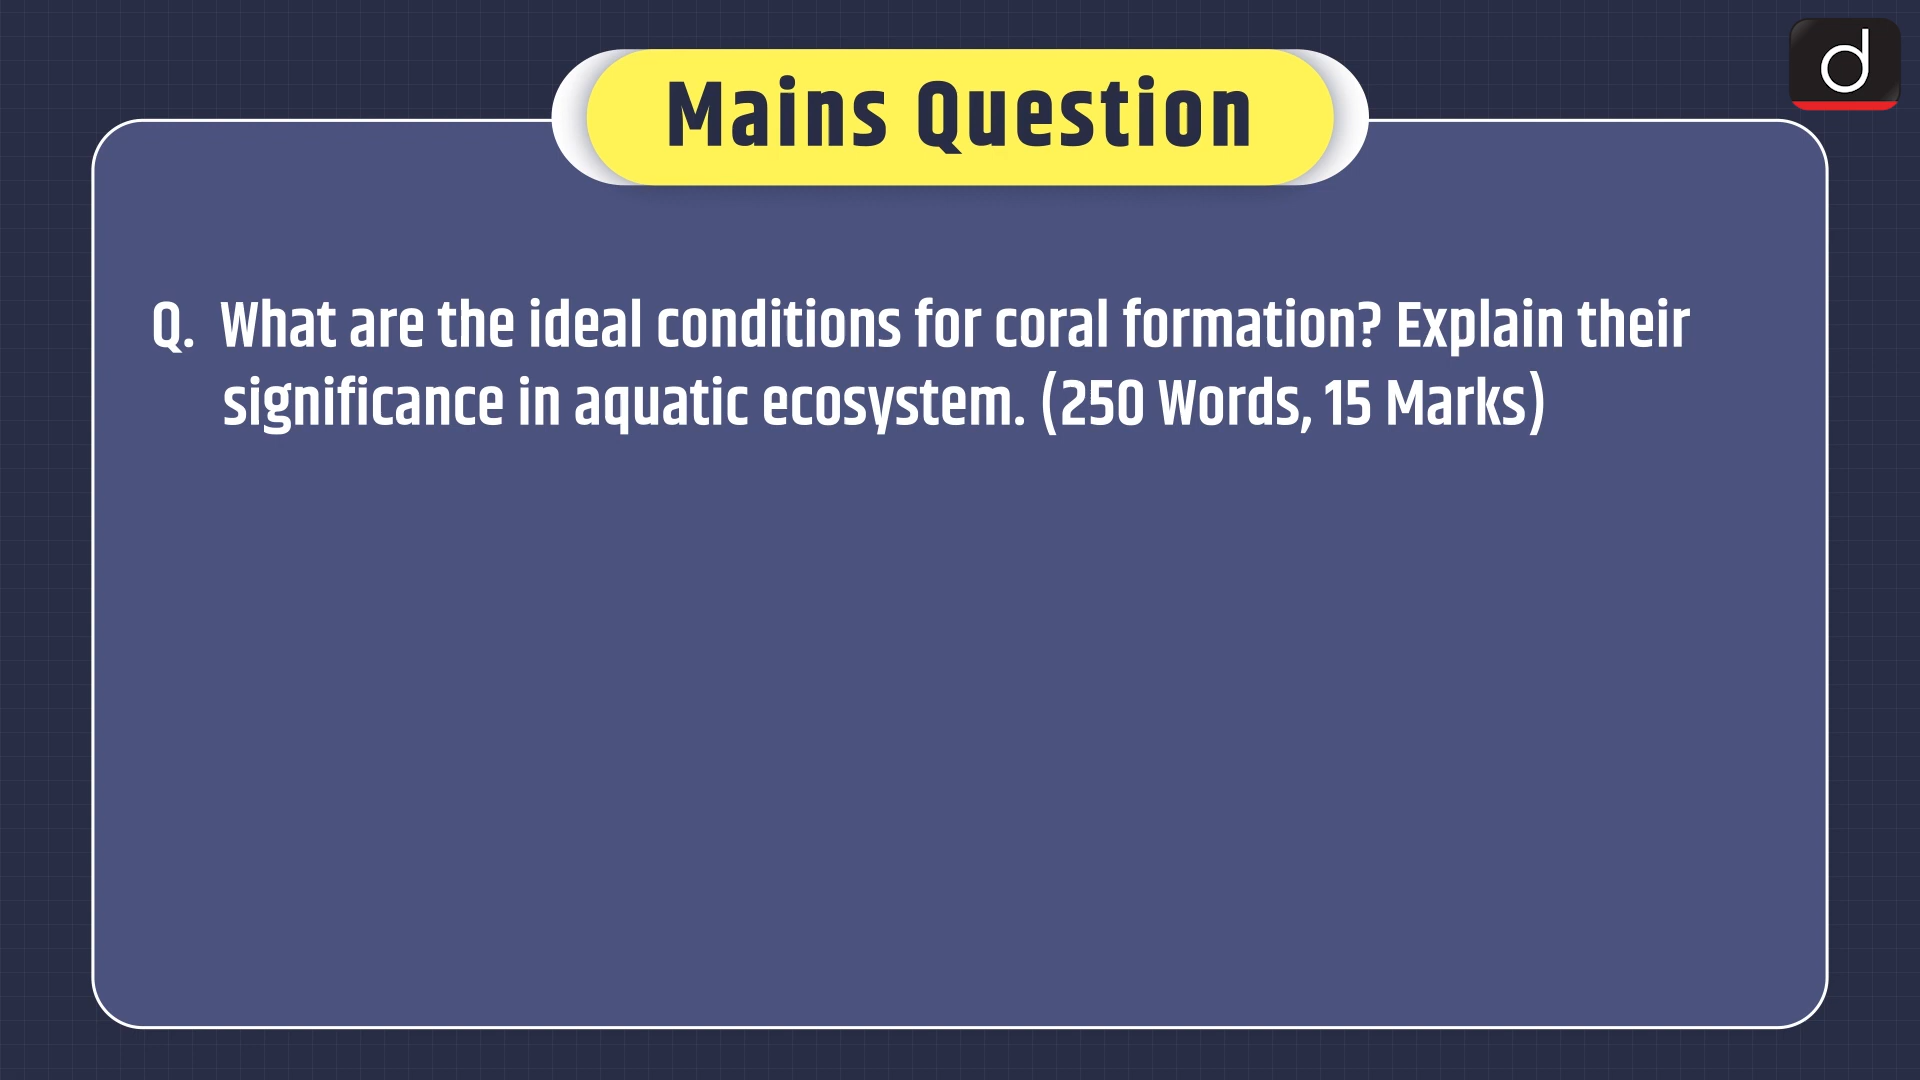 Mains Question
d
Q. What are the ideal conditions for coral formation? Explain their
significance in aquatic ecosystem. (250 Words, 15 Marks)